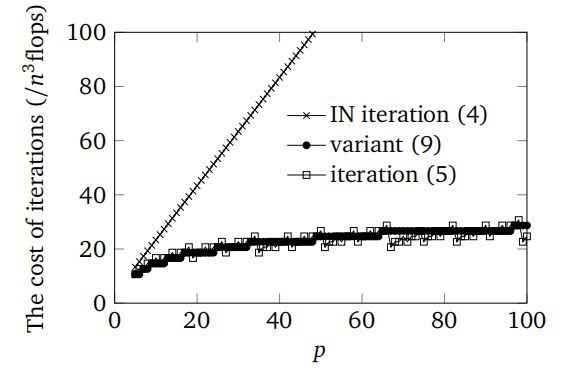 The cost of iterations (/n³flops)
100
80
60
40
20
0
IN iteration (4)
variant (9)
iteration (5)
0 20 40 60 80 100
p